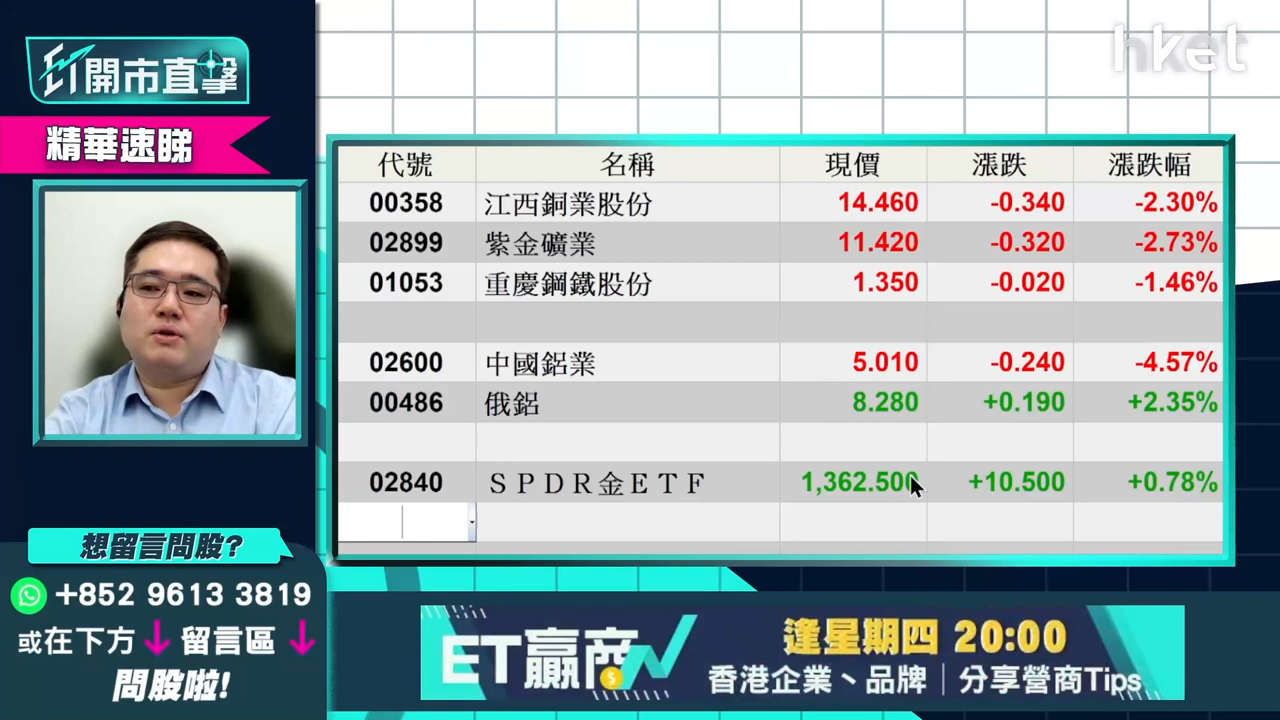 ET開市直擊
hket
精華速睇
代號 名稱 現價 漲跌 漲跌幅
00358 江西銅業股份 14.460 -0.340 -2.30%
02899 紫金礦業 11.420 -0.320 -2.73%
01053 重慶鋼鐵股份 1.350 -0.020 -1.46%
02600 中國鋁業 5.010 -0.240 -4.57%
00486 俄鋁 8.280 +0.190 +2.35%
02840 ＳＰＤＲ金ＥＴＦ 1,362.500 +10.500 +0.78%
想留言問股?
+852 9613 3819
或在下方↓留言區↓
問股啦!
ET贏商
逢星期四 20:00
香港企業、品牌｜分享營商Tips